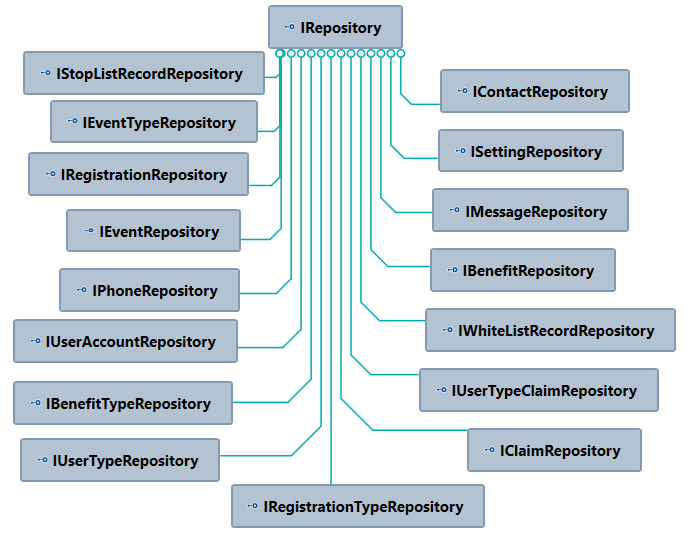 IRepository
IStopListRecordRepository
IEventTypeRepository
IRegistrationRepository
IEventRepository
IPhoneRepository
IUserAccountRepository
IBenefitTypeRepository
IUserTypeRepository
IRegistrationTypeRepository
IContactRepository
ISettingRepository
IMessageRepository
IBenefitRepository
IWhiteListRecordRepository
IUserTypeClaimRepository
IClaimRepository